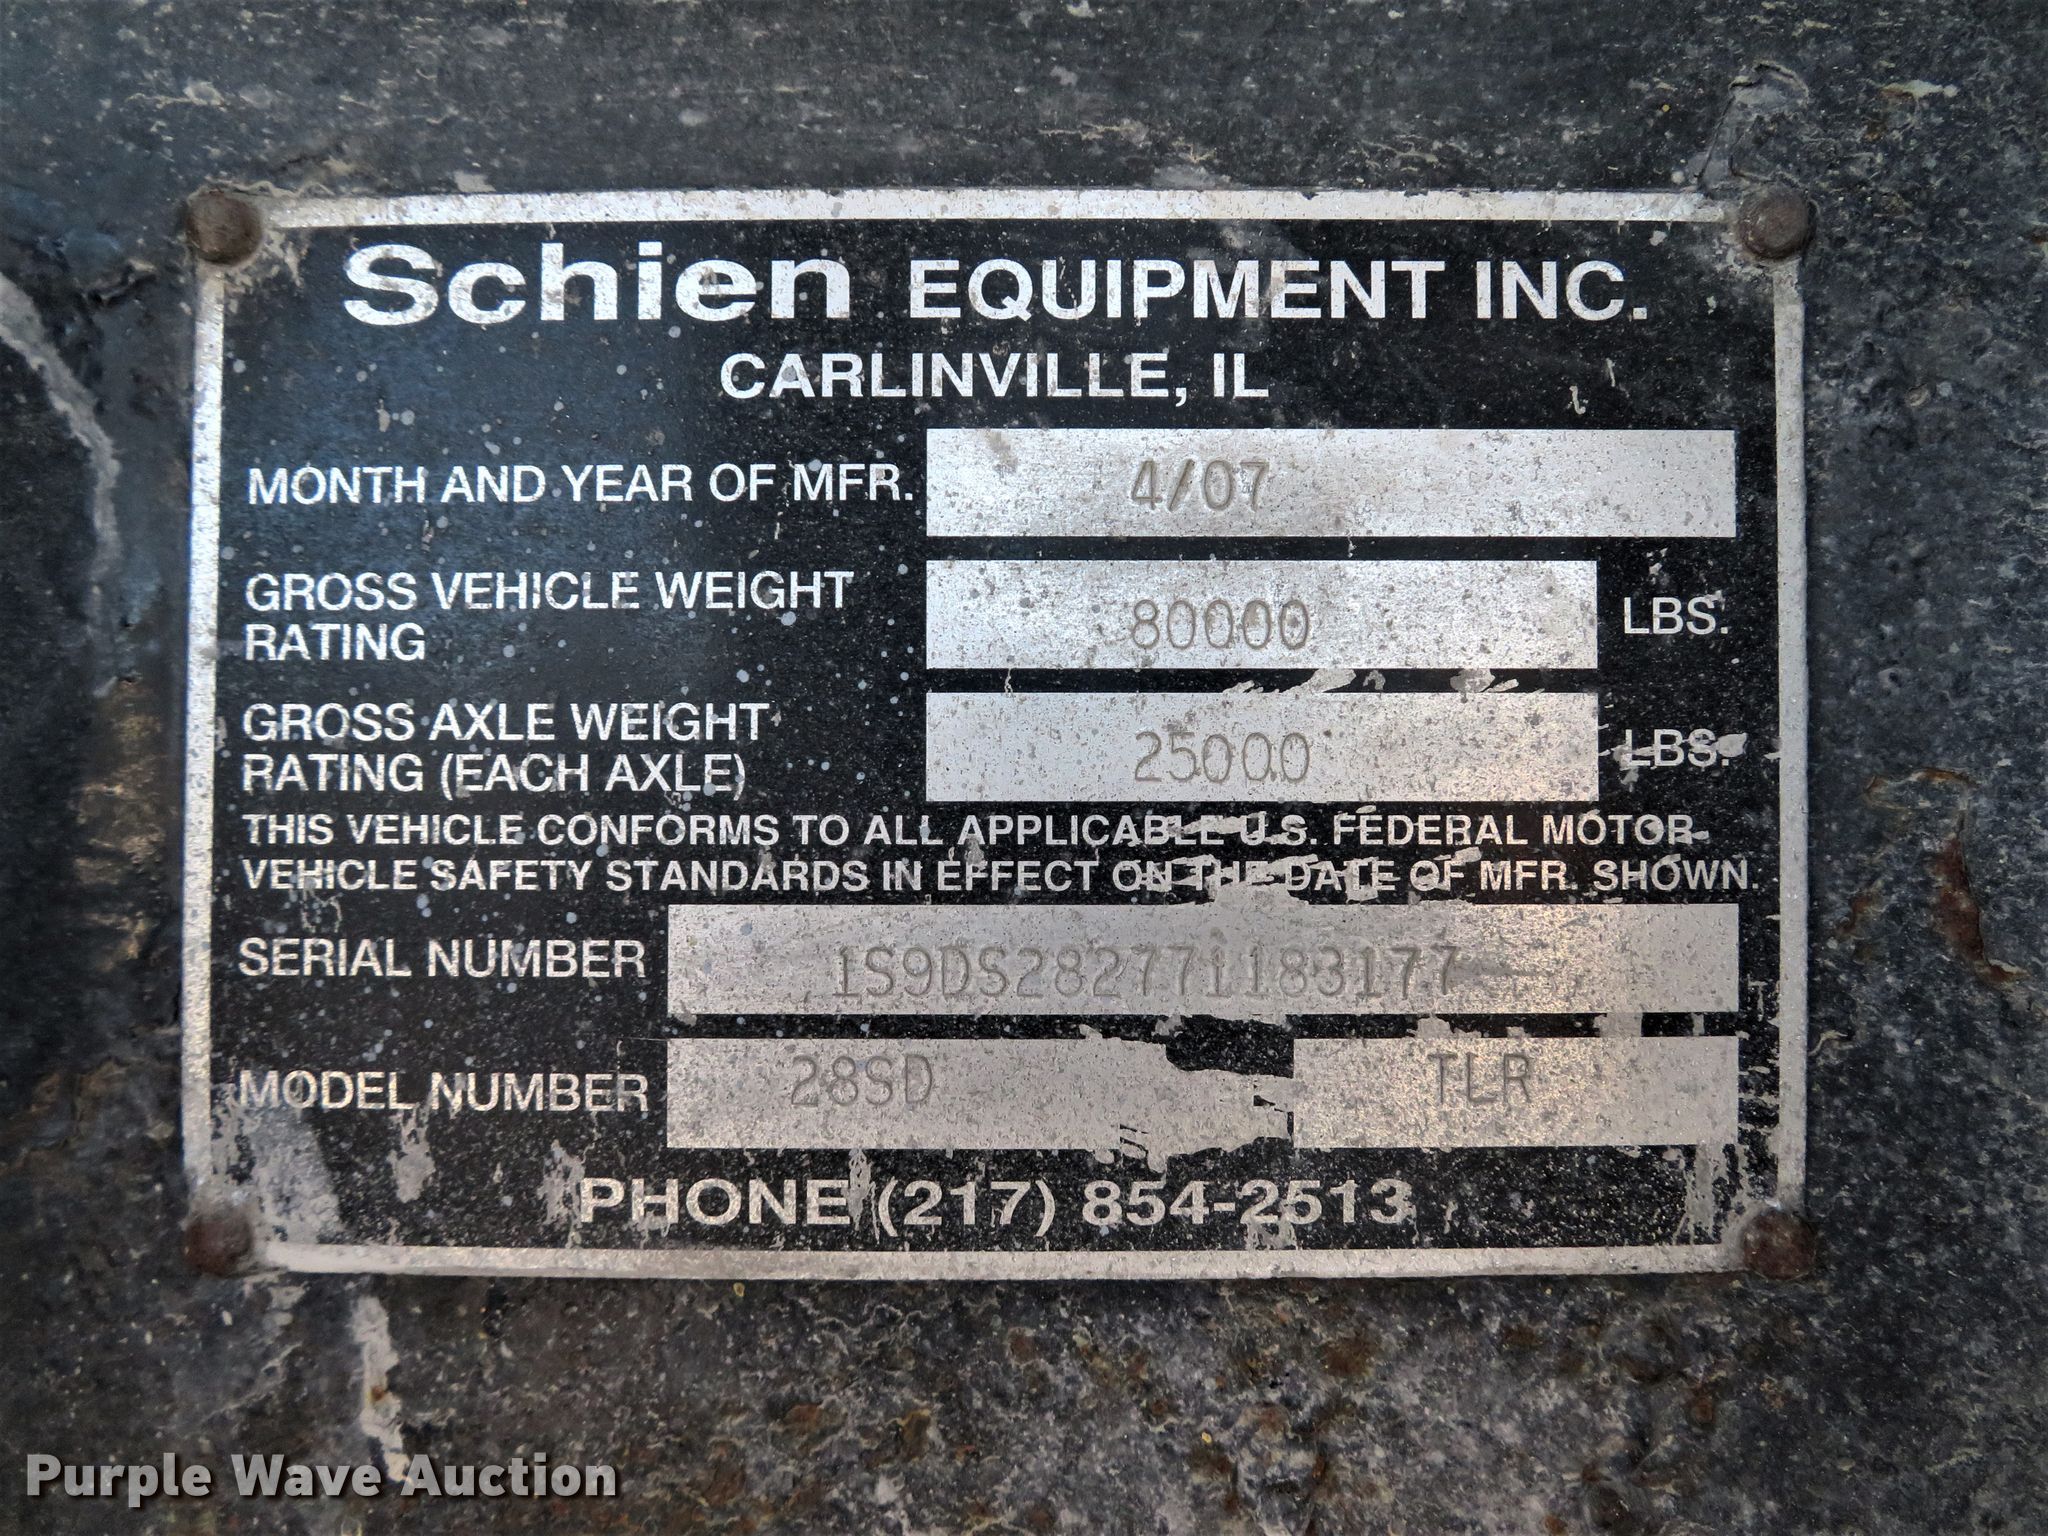 Schien EQUIPMENT INC.
CARLINVILLE, IL
MONTH AND YEAR OF MFR. 4/07
GROSS VEHICLE WEIGHT
RATING 80000 LBS.
GROSS AXLE WEIGHT
RATING (EACH AXLE) 25000 LBS.
THIS VEHICLE CONFORMS TO ALL APPLICABLE U.S. FEDERAL MOTOR
VEHICLE SAFETY STANDARDS IN EFFECT ON THE DATE OF MFR. SHOWN.
SERIAL NUMBER 1S9DS282771183177
MODEL NUMBER 28SD TLR
PHONE (217) 854-2513
Purple Wave Auction